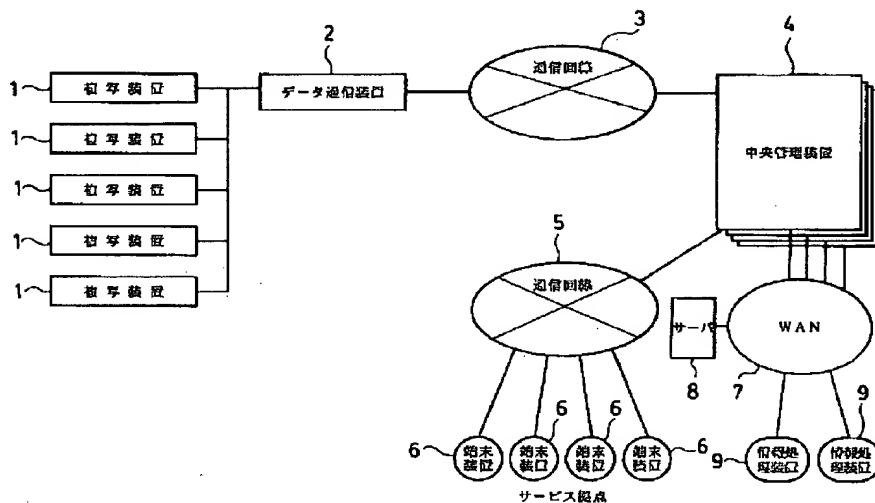 3
4
2
通信回線
1 複写装置
データ通信装置
1 複写装置
中央管理装置
1 複写装置
1 複写装置
5
1 複写装置
通信回線
サーバ
WAN
8
7
6
6
9
6
端末装置
端末装置
端末装置
端末装置
6
9
情報処理装置
情報処理装置
サービス拠点